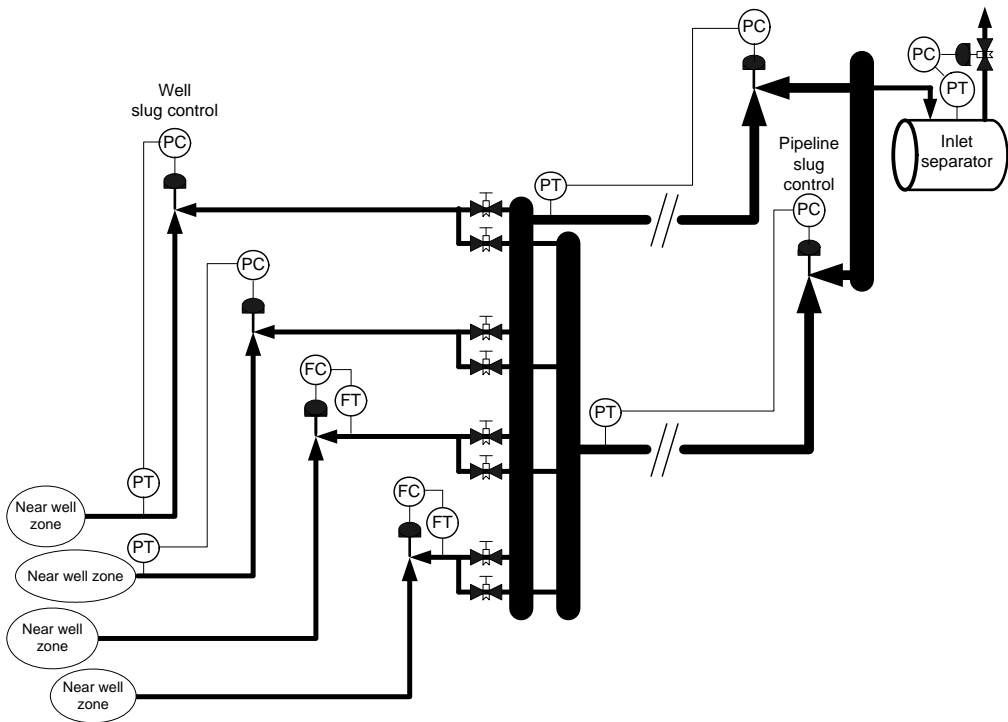 PC
PC
PT
Well
slug control
PC
Inlet
separator
Pipeline
slug
control
PT
PC
PC
FC
FT
PT
PT
FC
FT
Near well
zone
PT
Near well zone
Near well
zone
Near well
zone